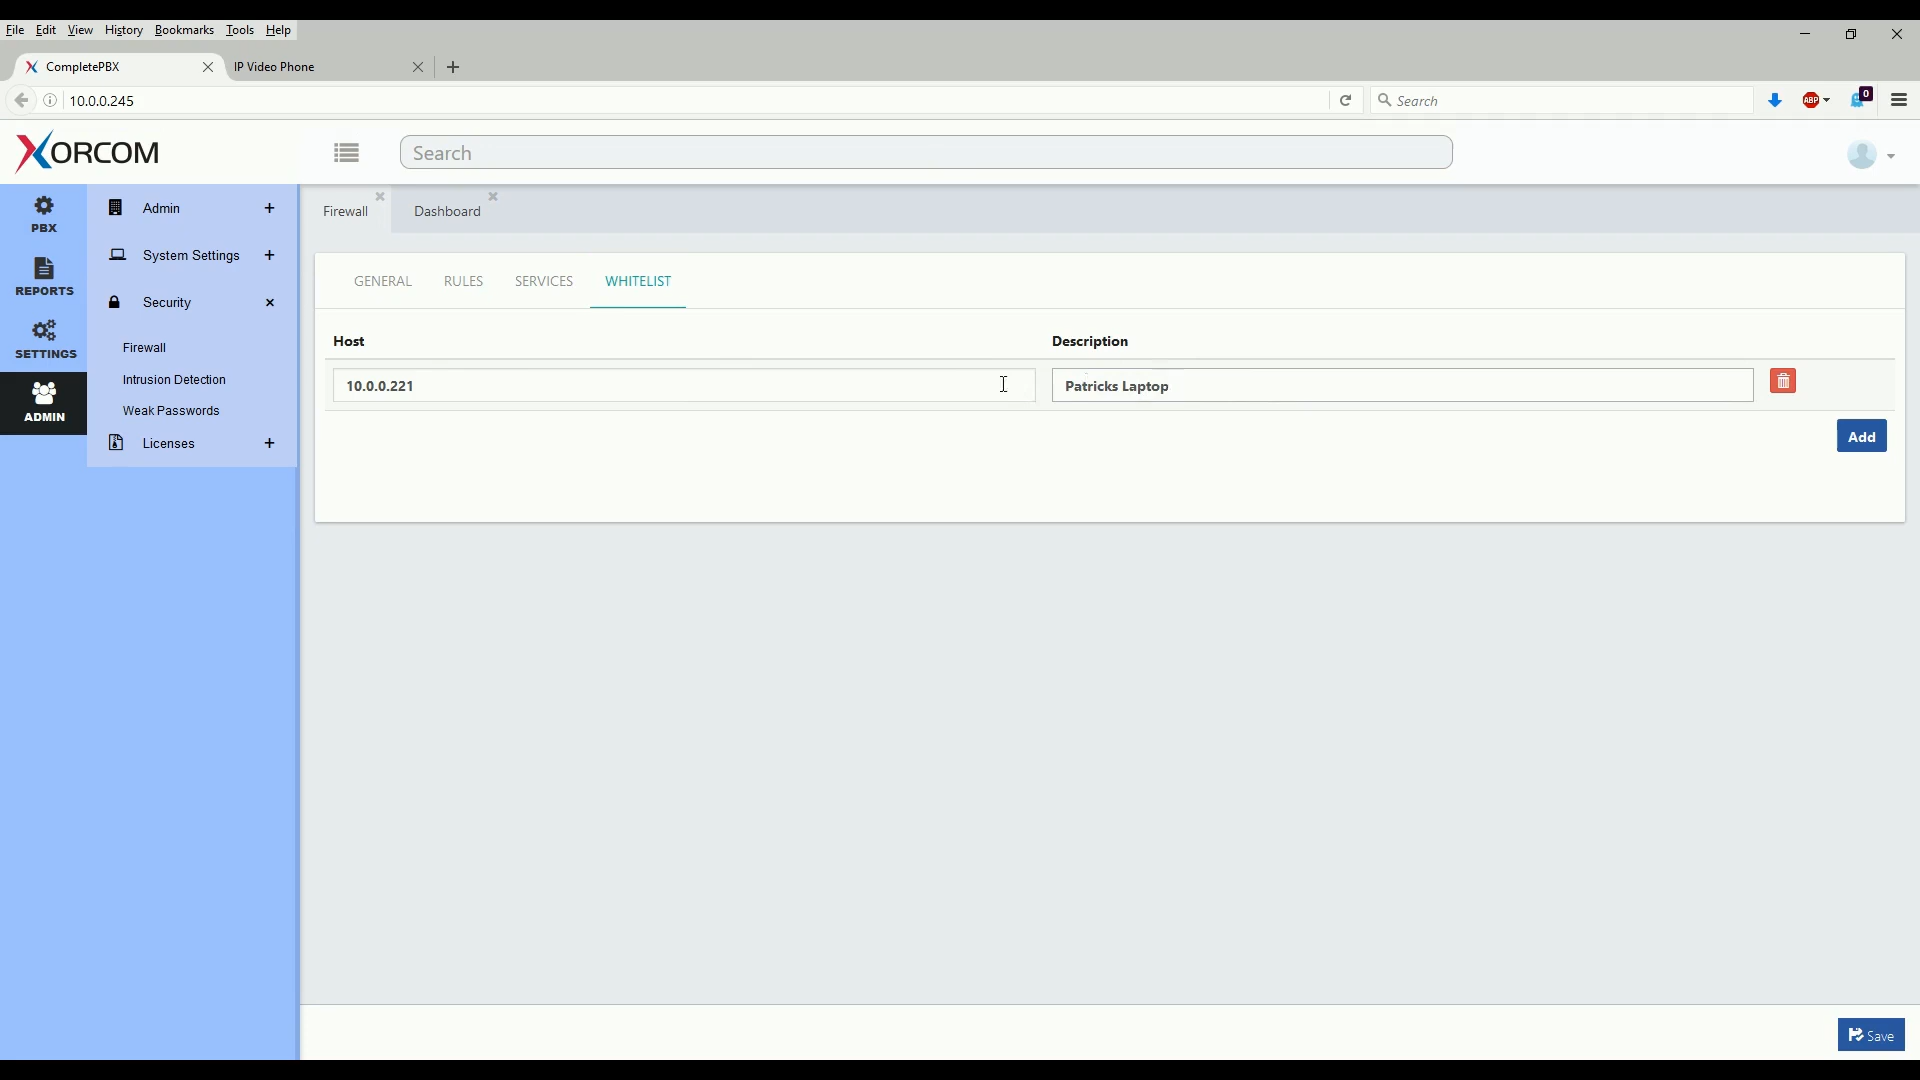 File Edit View History Bookmarks Tools Help
CompletePBX IP Video Phone
10.0.0.245 Search ABP 0
XORCOM Search
PBX
REPORTS
SETTINGS
ADMIN
Admin
System Settings
Security
Firewall
Intrusion Detection
Weak Passwords
Licenses
Firewall Dashboard
GENERAL RULES SERVICES WHITELIST
Host Description
10.0.0.221 Patricks Laptop
Add
Save